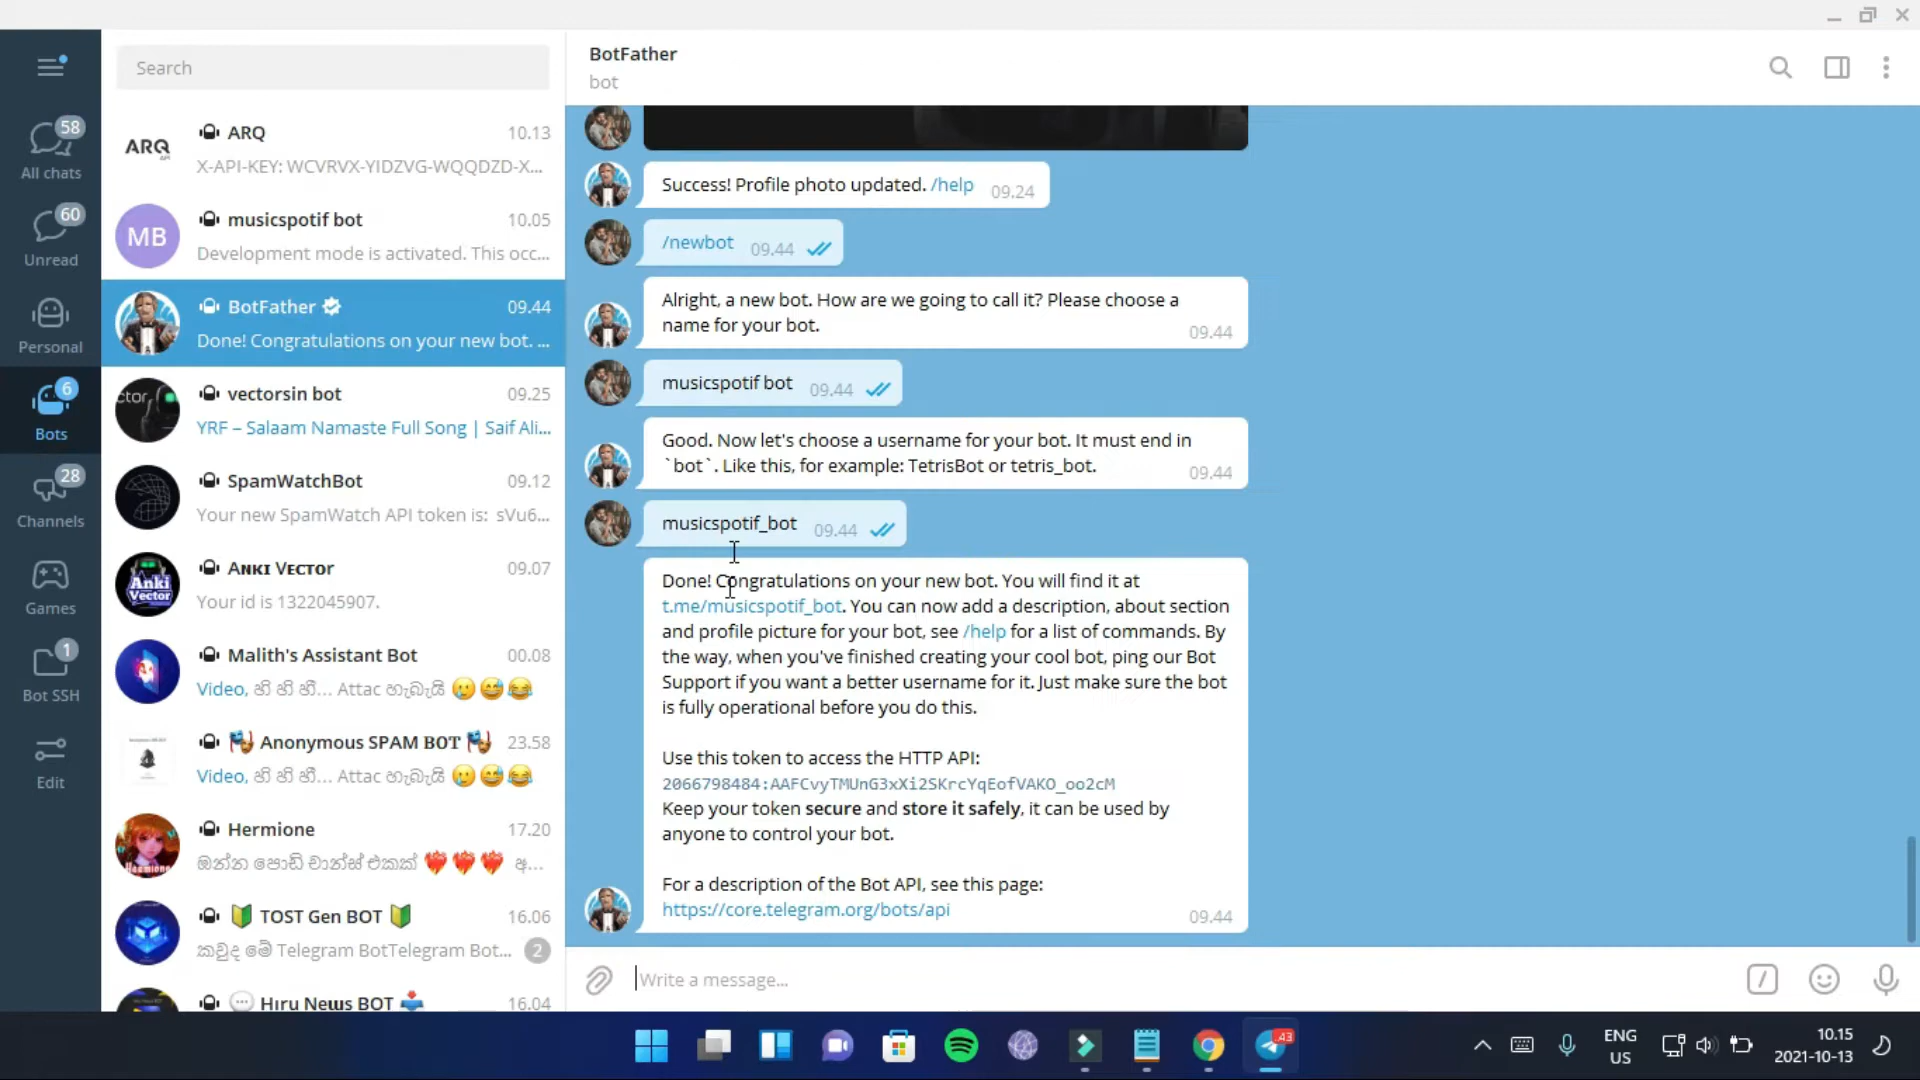 Search
58
All chats
60
Unread
Personal
6
Bots
28
Channels
Games
1
Bot SSH
Edit
ARQ
ARQ
10.13
X-API-KEY: WCVRVX-YIDZVG-WQQDZD-X...
MB
musicspotif bot
10.05
Development mode is activated. This occ...
BotFather
09.44
Done! Congratulations on your new bot. ...
ctor
vectorsin bot
09.25
YRF – Salaam Namaste Full Song | Saif Ali...
SpamWatchBot
09.12
Your new SpamWatch API token is: sVu6...
Anki Vector
Aɴᴋɪ Vᴇᴄᴛᴏr
09.07
Your id is 1322045907.
Malith's Assistant Bot
00.08
Video, හි හි හී... Attac හැබැයි 🥲😅😂
🎭 Anonymous SPAM BOT 🎭
23.58
Video, හි හි හී... Attac හැබැයි 🥲😅😂
Hermione
Hermione
17.20
ඔන්න පොඩි චාන්ස් එකක් ❤️‍🔥❤️‍🔥❤️‍🔥 අ...
🔰 TOST Gen BOT 🔰
16.06
කවුද මේ Telegram BotTelegram Bot...
2
💬 Hıru Neɯs BOT 📥
16.04
BotFather
bot
Success! Profile photo updated. /help 09.24
/newbot 09.44
Alright, a new bot. How are we going to call it? Please choose a
name for your bot.
09.44
musicspotif bot 09.44
Good. Now let's choose a username for your bot. It must end in
`bot`. Like this, for example: TetrisBot or tetris_bot.
09.44
musicspotif_bot 09.44
Done! Congratulations on your new bot. You will find it at
t.me/musicspotif_bot. You can now add a description, about section
and profile picture for your bot, see /help for a list of commands. By
the way, when you've finished creating your cool bot, ping our Bot
Support if you want a better username for it. Just make sure the bot
is fully operational before you do this.
Use this token to access the HTTP API:
2066798484:AAFCvyTMUnG3xXi2SKrcYqEofVAKO_oo2cM
Keep your token secure and store it safely, it can be used by
anyone to control your bot.
For a description of the Bot API, see this page:
https://core.telegram.org/bots/api
09.44
Write a message...
43
ENG
US
10.15
2021-10-13